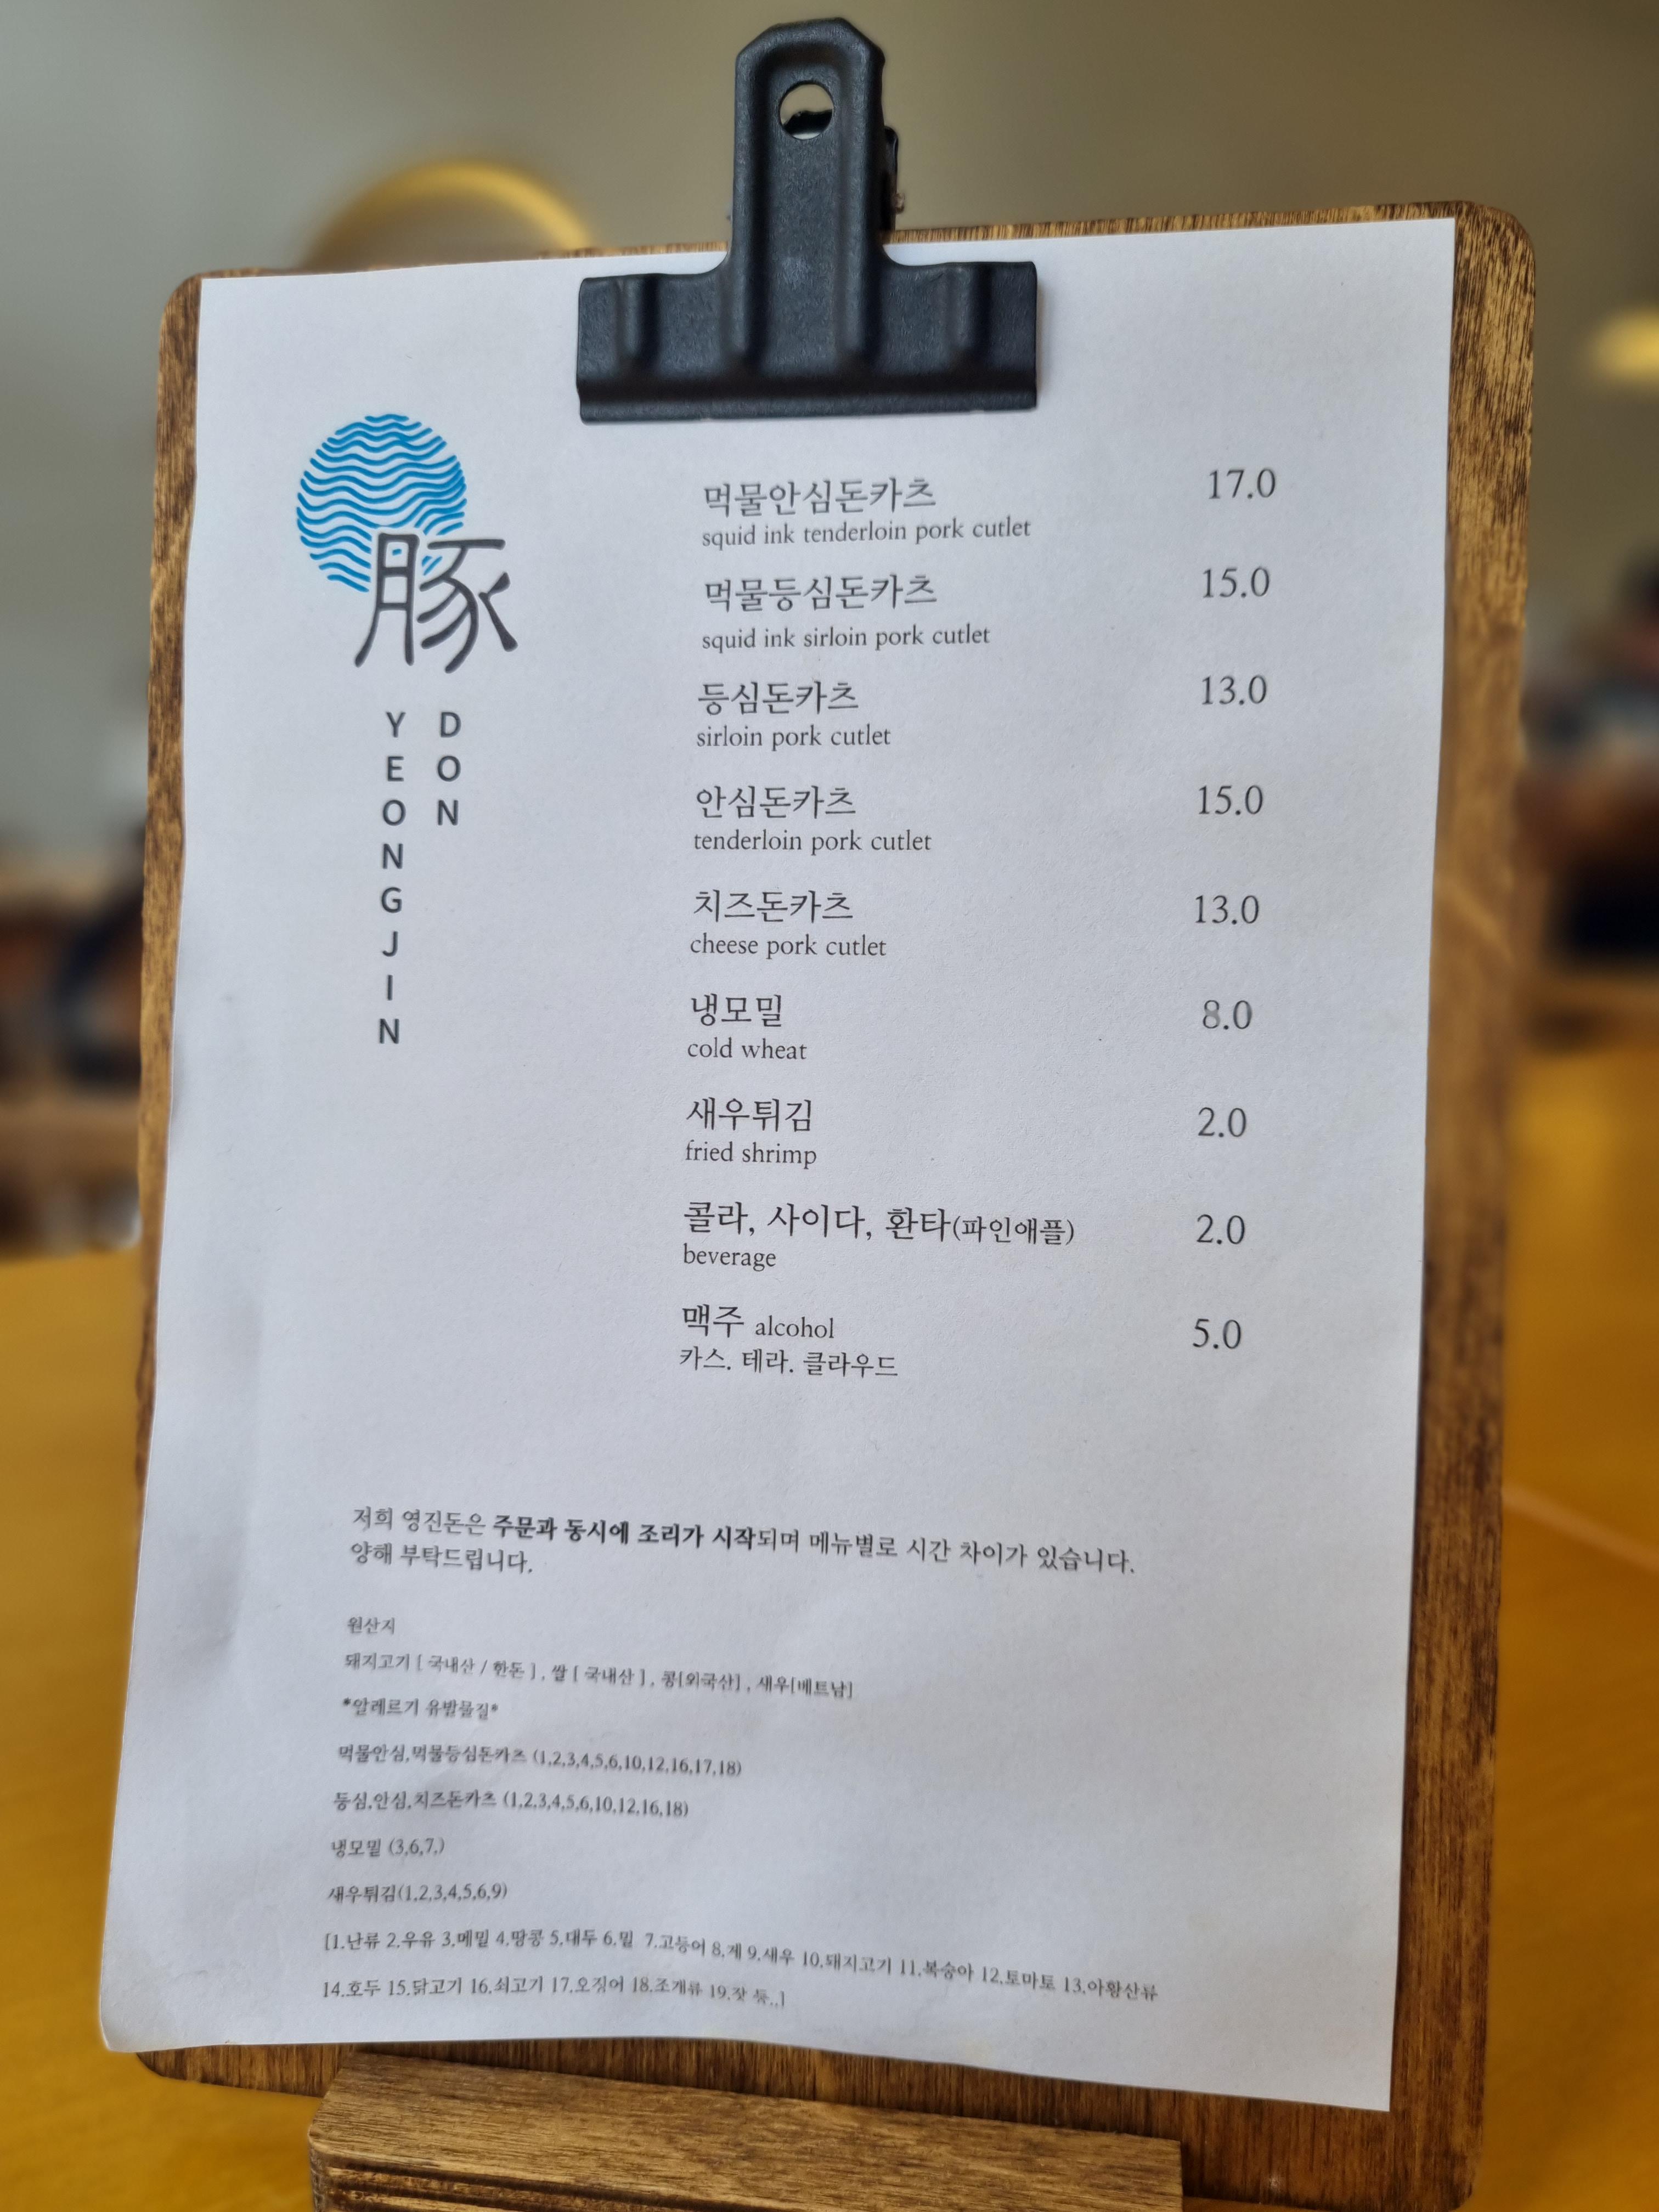 豚
YEONGJIN
DON
먹물안심돈카츠 17.0
squid ink tenderloin pork cutlet
먹물등심돈카츠 15.0
squid ink sirloin pork cutlet
등심돈카츠 13.0
sirloin pork cutlet
안심돈카츠 15.0
tenderloin pork cutlet
치즈돈카츠 13.0
cheese pork cutlet
냉모밀 8.0
cold wheat
새우튀김 2.0
fried shrimp
콜라, 사이다, 환타(파인애플) 2.0
beverage
맥주 alcohol 5.0
카스. 테라. 클라우드
저희 영진돈은 주문과 동시에 조리가 시작되며 메뉴별로 시간 차이가 있습니다.
양해 부탁드립니다.
원산지
돼지고기 [ 국내산 / 한돈 ] , 쌀 [ 국내산 ] , 콩[외국산] , 새우[베트남]
*알레르기 유발물질*
먹물안심,먹물등심돈카츠 (1,2,3,4,5,6,10,12,16,17,18)
등심,안심,치즈돈카츠 (1,2,3,4,5,6,10,12,16,18)
냉모밀 (3,6,7,)
새우튀김(1,2,3,4,5,6,9)
[1.난류 2.우유 3.메밀 4.땅콩 5.대두 6.밀 7.고등어 8.게 9.새우 10.돼지고기 11.복숭아 12.토마토 13.아황산류
14.호두 15.닭고기 16.쇠고기 17.오징어 18.조개류 19.잣 등..]